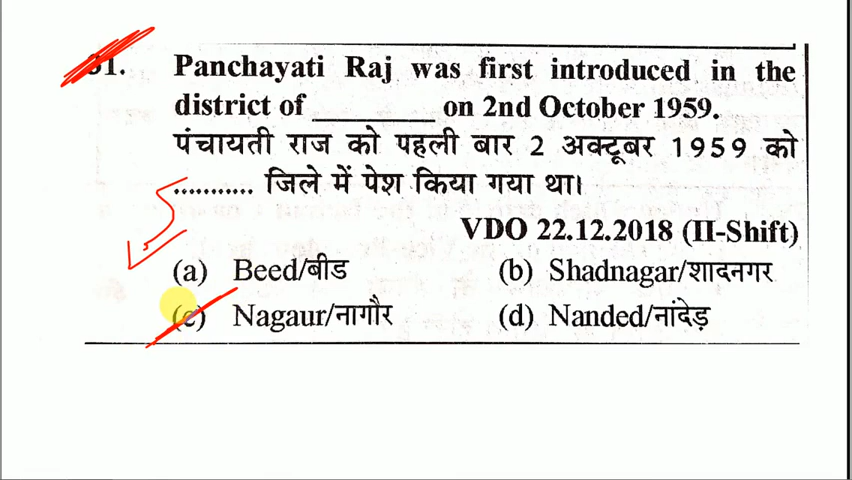 31. Panchayati Raj was first introduced in the
district of ________ on 2nd October 1959.
पंचायती राज को पहली बार 2 अक्टूबर 1959 को
........... जिले में पेश किया गया था।
VDO 22.12.2018 (II-Shift)
(a) Beed/बीड (b) Shadnagar/शादनगर
(c) Nagaur/नागौर (d) Nanded/नांदेड़